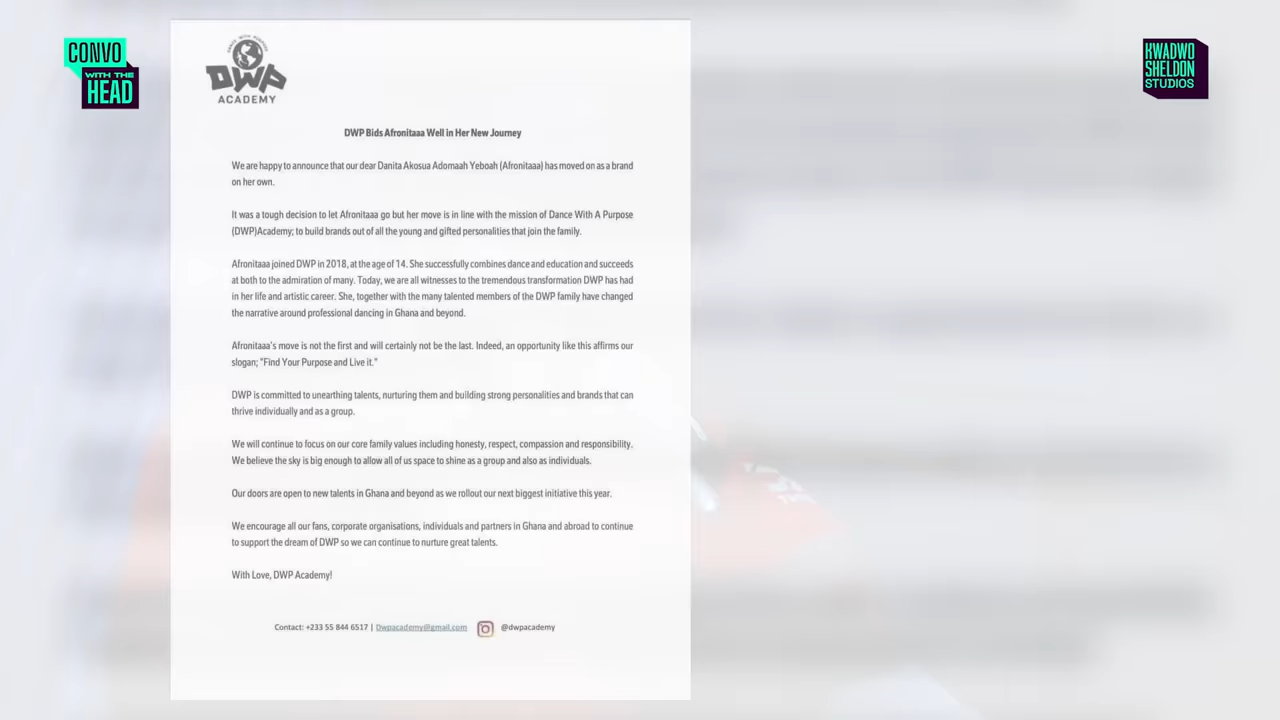 CONVO
WITH THE
HEAD
KWADWO
SHELDON
STUDIOS
DANCE WITH A PURPOSE
DWP
ACADEMY
DWP Bids Afronitaaa Well in Her New Journey
We are happy to announce that our dear Danita Akosua Adomaah Yeboah (Afronitaaa) has moved on as a brand
on her own.
It was a tough decision to let Afronitaaa go but her move is in line with the mission of Dance With A Purpose
(DWP)Academy; to build brands out of all the young and gifted personalities that join the family.
Afronitaaa joined DWP in 2018, at the age of 14. She successfully combines dance and education and succeeds
at both to the admiration of many. Today, we are all witnesses to the tremendous transformation DWP has had
in her life and artistic career. She, together with the many talented members of the DWP family have changed
the narrative around professional dancing in Ghana and beyond.
Afronitaaa's move is not the first and will certainly not be the last. Indeed, an opportunity like this affirms our
slogan; "Find Your Purpose and Live it."
DWP is committed to unearthing talents, nurturing them and building strong personalities and brands that can
thrive individually and as a group.
We will continue to focus on our core family values including honesty, respect, compassion and responsibility.
We believe the sky is big enough to allow all of us space to shine as a group and also as individuals.
Our doors are open to new talents in Ghana and beyond as we rollout our next biggest initiative this year.
We encourage all our fans, corporate organisations, individuals and partners in Ghana and abroad to continue
to support the dream of DWP so we can continue to nurture great talents.
With Love, DWP Academy!
Contact: +233 55 844 6517 | Dwpacademy@gmail.com @dwpacademy